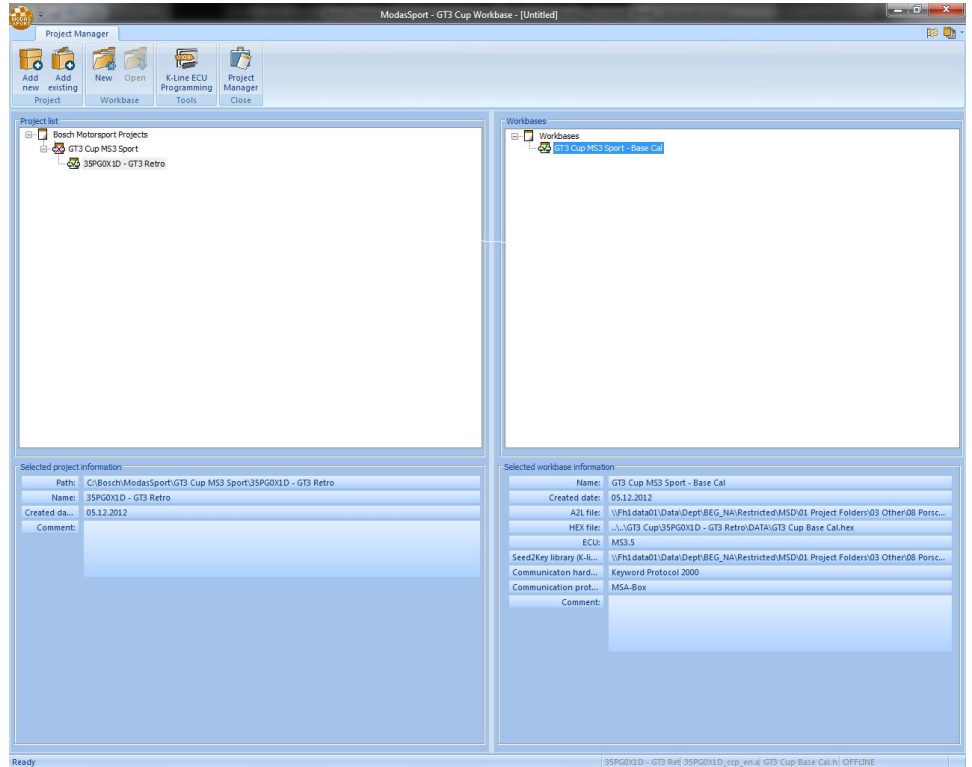 MODAS SPORT
ModasSport - GT3 Cup Workbase - [Untitled]
Project Manager
Add new
Add existing
New
Open
K-Line ECU Programming
Project Manager
Project
Workbase
Tools
Close
Project list
Bosch Motorsport Projects
GT3 Cup MS3 Sport
35PG0X1D - GT3 Retro
Workbases
Workbases
GT3 Cup MS3 Sport - Base Cal
Selected project information
Path: C:\Bosch\ModasSport\GT3 Cup MS3 Sport\35PG0X1D - GT3 Retro
Name: 35PG0X1D - GT3 Retro
Created da... 05.12.2012
Comment:
Selected workbase information
Name: GT3 Cup MS3 Sport - Base Cal
Created date: 05.12.2012
A2L file: \\Fh1data01\Data\Dept\BEG_NA\Restricted\MSD\01 Project Folders\03 Other\08 Porsc...
HEX file: ..\..\GT3 Cup\35PG0X1D - GT3 Retro\DATA\GT3 Cup Base Cal.hex
ECU: MS3.5
Seed2Key library (K-li... \\Fh1data01\Data\Dept\BEG_NA\Restricted\MSD\01 Project Folders\03 Other\08 Porsc...
Communicaton hard... Keyword Protocol 2000
Communication prot... MSA-Box
Comment:
Ready
35PG0X1D - GT3 Ret
35PG0X1D_ccp_en.a
GT3 Cup Base Cal.h
OFFLINE